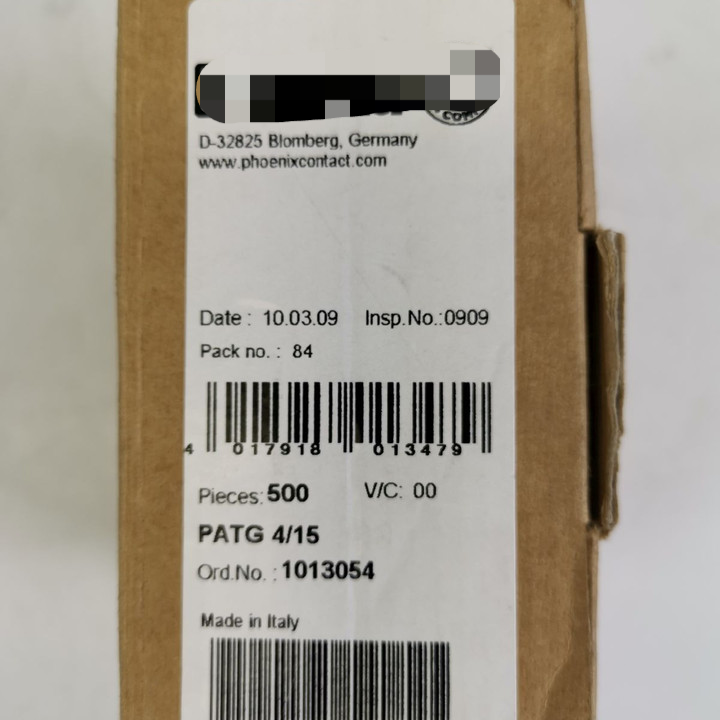 D-32825 Blomberg, Germany
www.phoenixcontact.com
Date : 10.03.09 Insp.No.:0909
Pack no. : 84
4 017918 013479
Pieces: 500 V/C: 00
PATG 4/15
Ord.No. : 1013054
Made in Italy